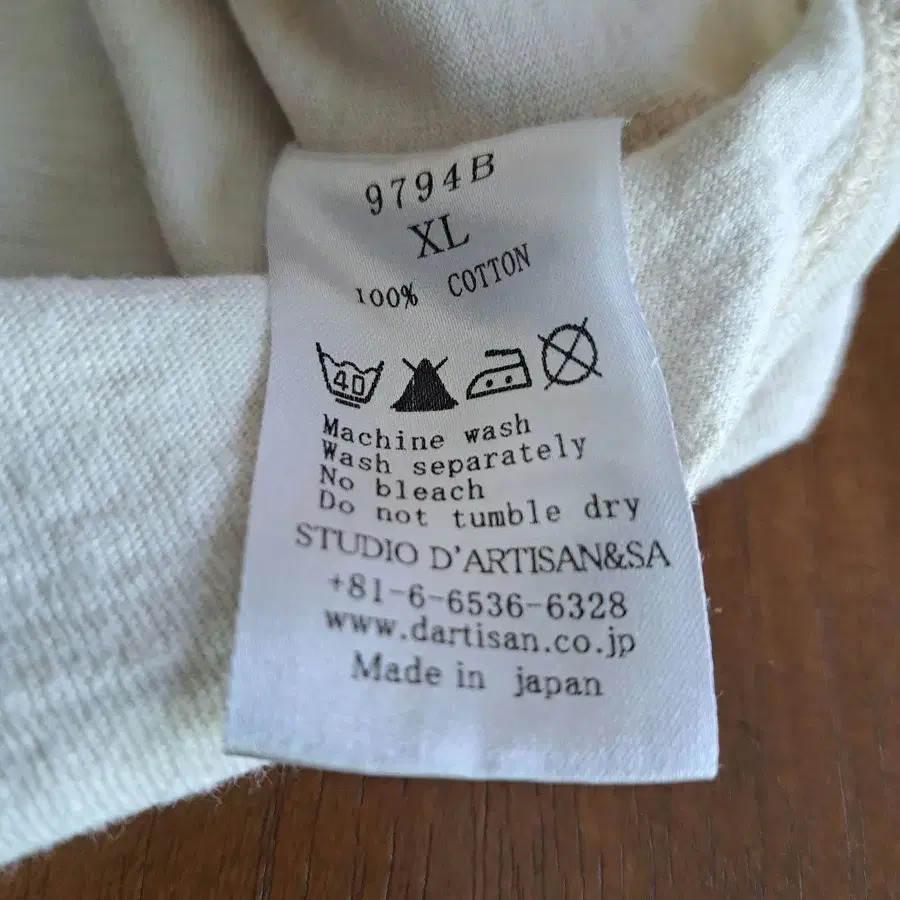 9794B
XL
100% COTTON
40
Machine wash
Wash separately
No bleach
Do not tumble dry
STUDIO D'ARTISAN&SA
+81-6-6536-6328
www.dartisan.co.jp
Made in japan